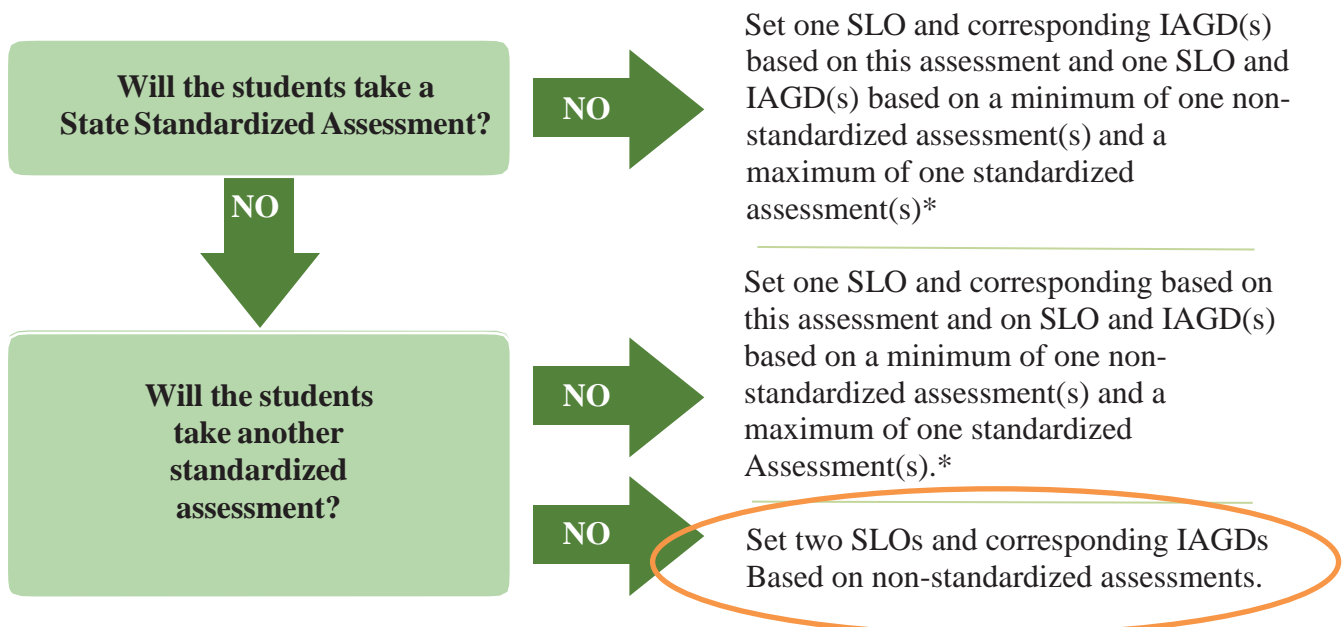 Will the students take a
State Standardized Assessment?
NO
Set one SLO and corresponding IAGD(s)
based on this assessment and one SLO and
IAGD(s) based on a minimum of one non-
standardized assessment(s) and a
maximum of one standardized
assessment(s)*
NO
Will the students
take another
standardized
assessment?
NO
Set one SLO and corresponding based on
this assessment and on SLO and IAGD(s)
based on a minimum of one non-
standardized assessment(s) and a
maximum of one standardized
Assessment(s).*
NO
Set two SLOs and corresponding IAGDs
Based on non-standardized assessments.